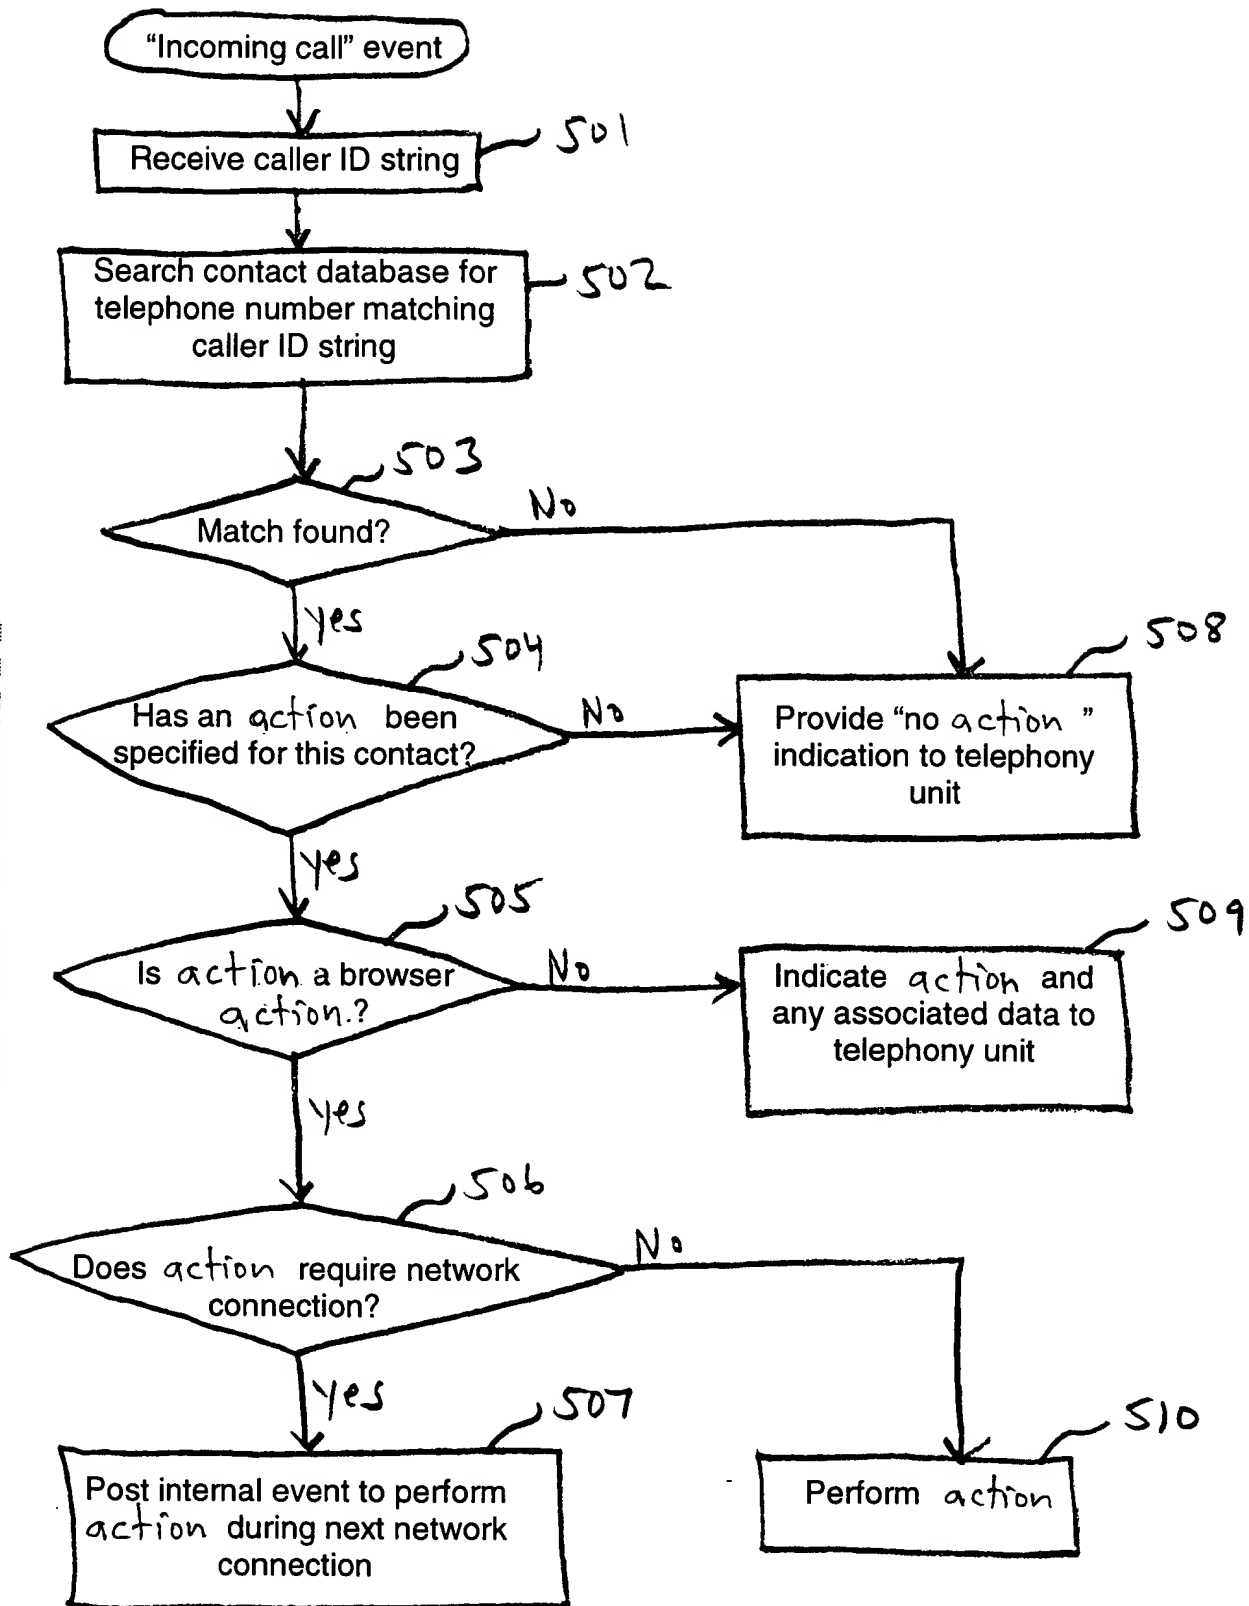 “Incoming call” event
501
Receive caller ID string
502
Search contact database for
telephone number matching
caller ID string
503
Match found?
No
yes
504
508
Has an action been
specified for this contact?
No
Provide “no action ”
indication to telephony
unit
yes
505
509
Is action a browser
action.?
No
Indicate action and
any associated data to
telephony unit
yes
506
Does action require network
connection?
No
yes
507
510
Post internal event to perform
action during next network
connection
Perform action